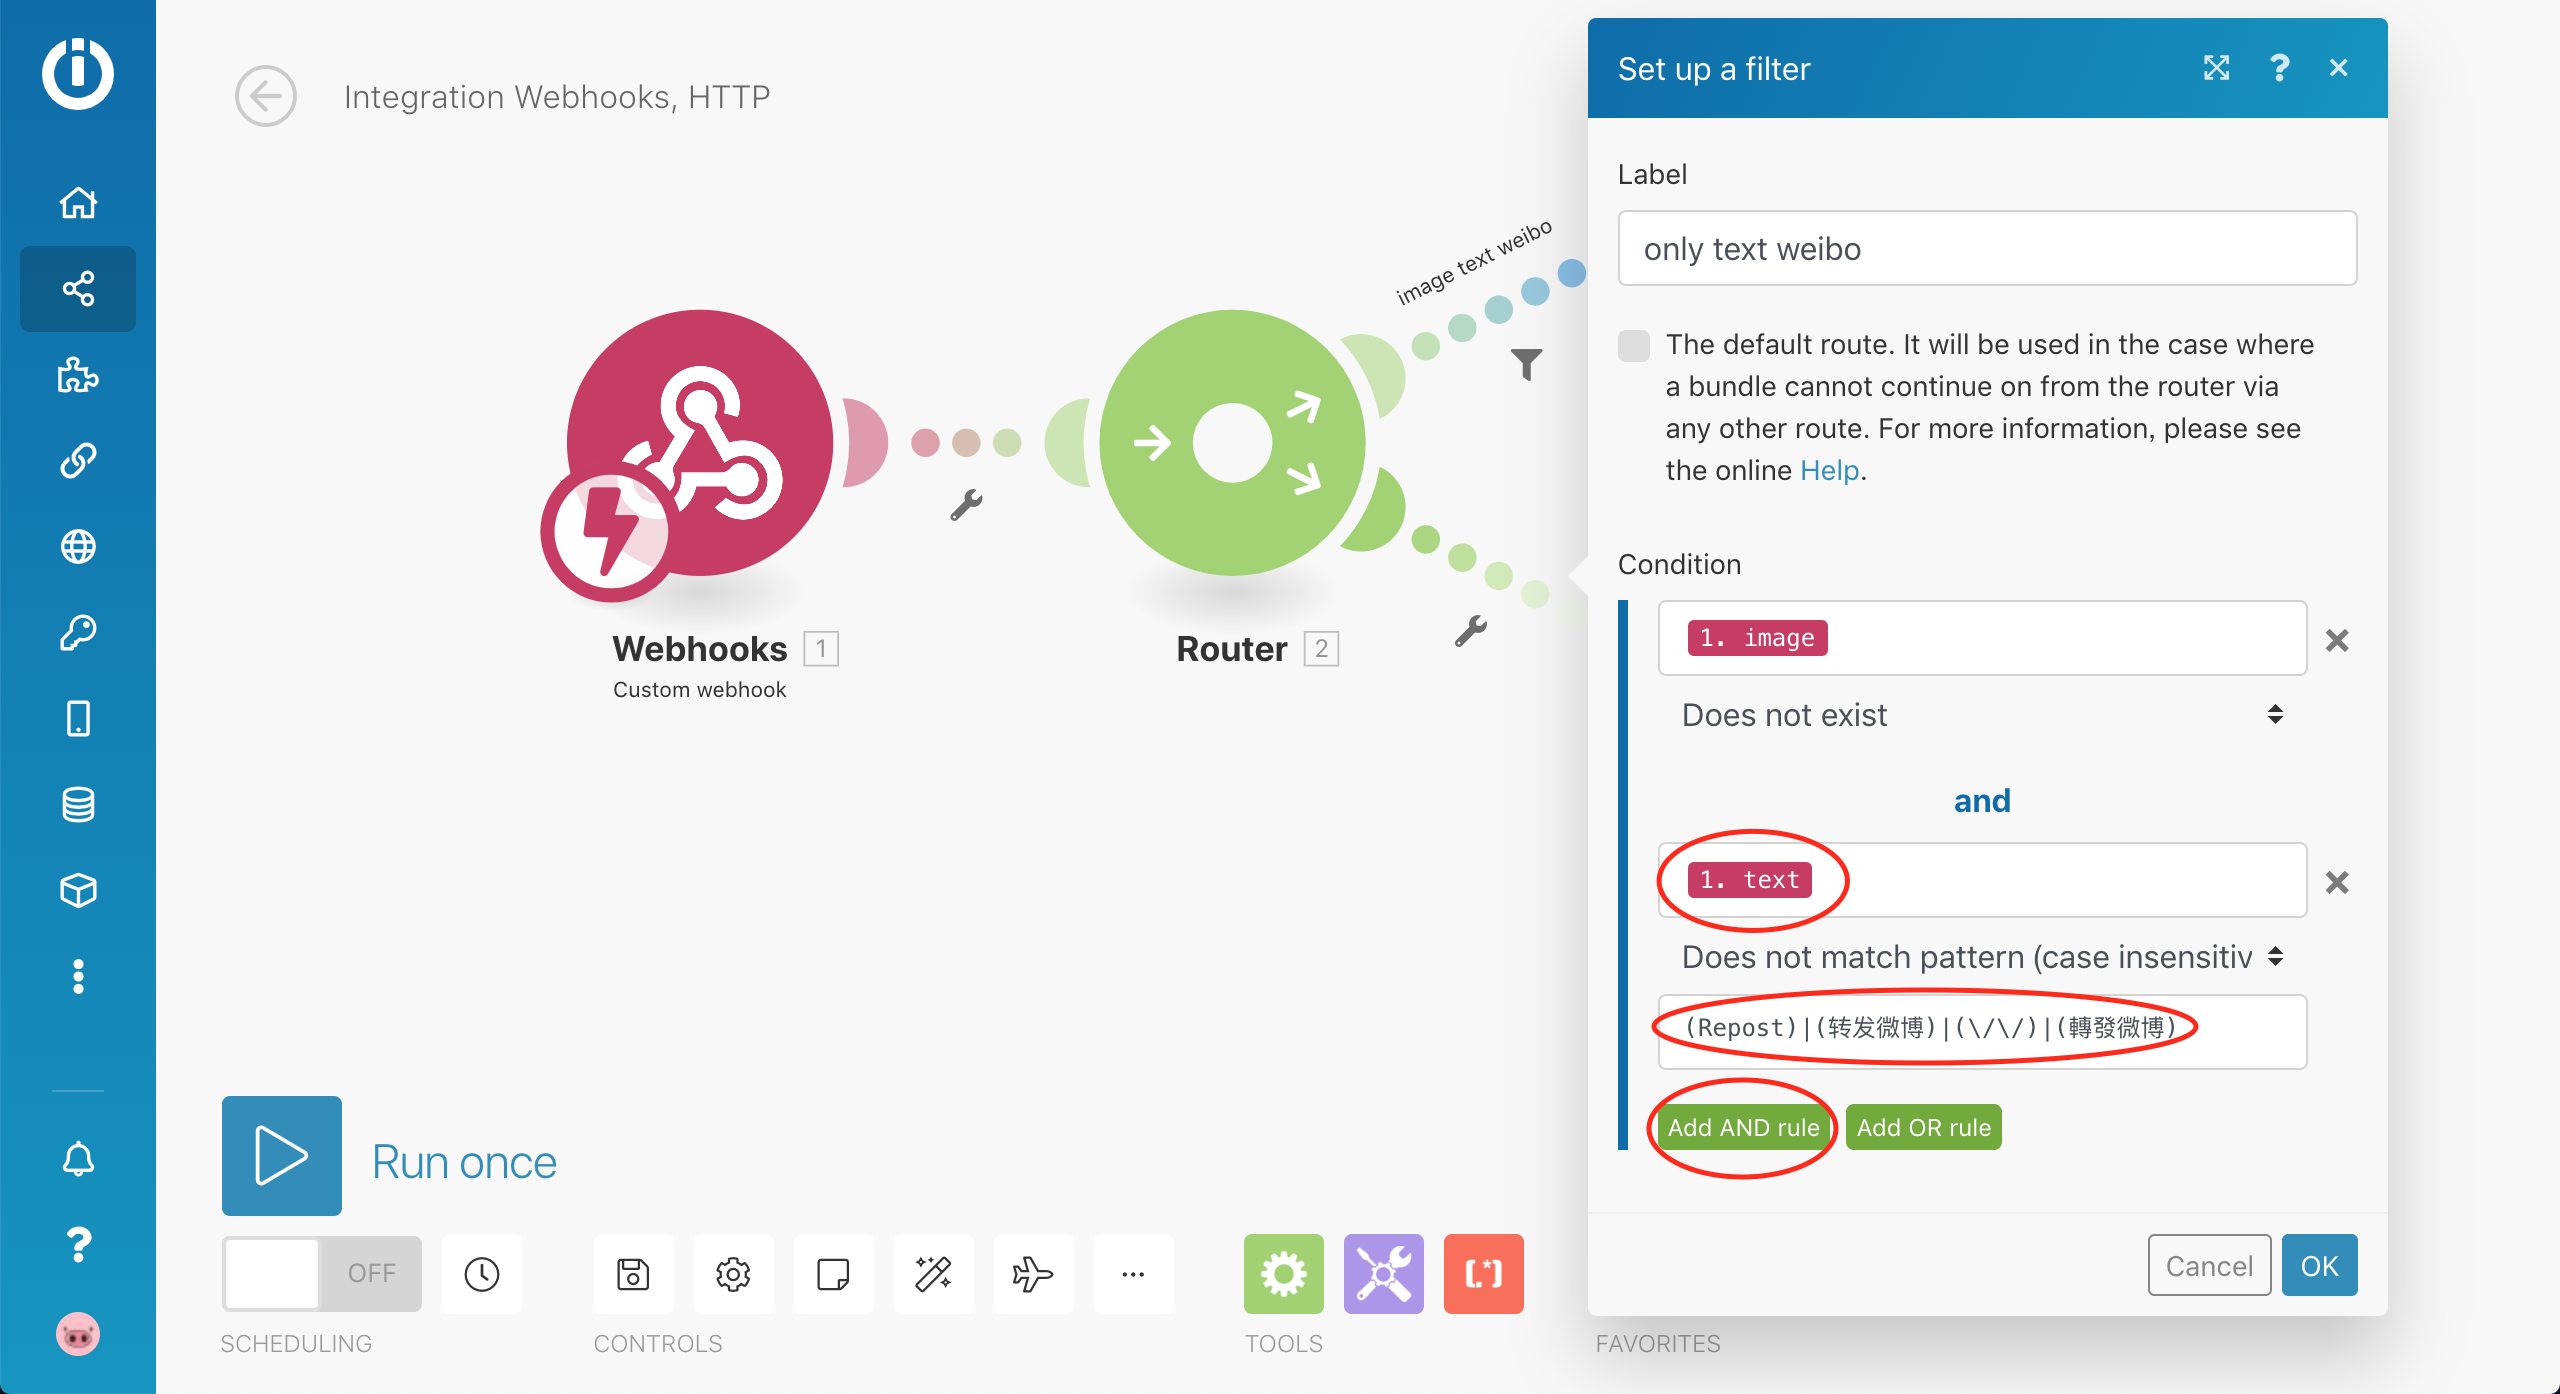 Integration Webhooks, HTTP
image text weibo
Webhooks 1
Custom webhook
Router 2
Run once
OFF
SCHEDULING
CONTROLS
TOOLS
FAVORITES
Set up a filter
Label
only text weibo
The default route. It will be used in the case where
a bundle cannot continue on from the router via
any other route. For more information, please see
the online Help.
Condition
1. image
Does not exist
and
1. text
Does not match pattern (case insensitiv
(Repost)|(转发微博)|(\/\/)|(轉發微博)
Add AND rule Add OR rule
Cancel OK